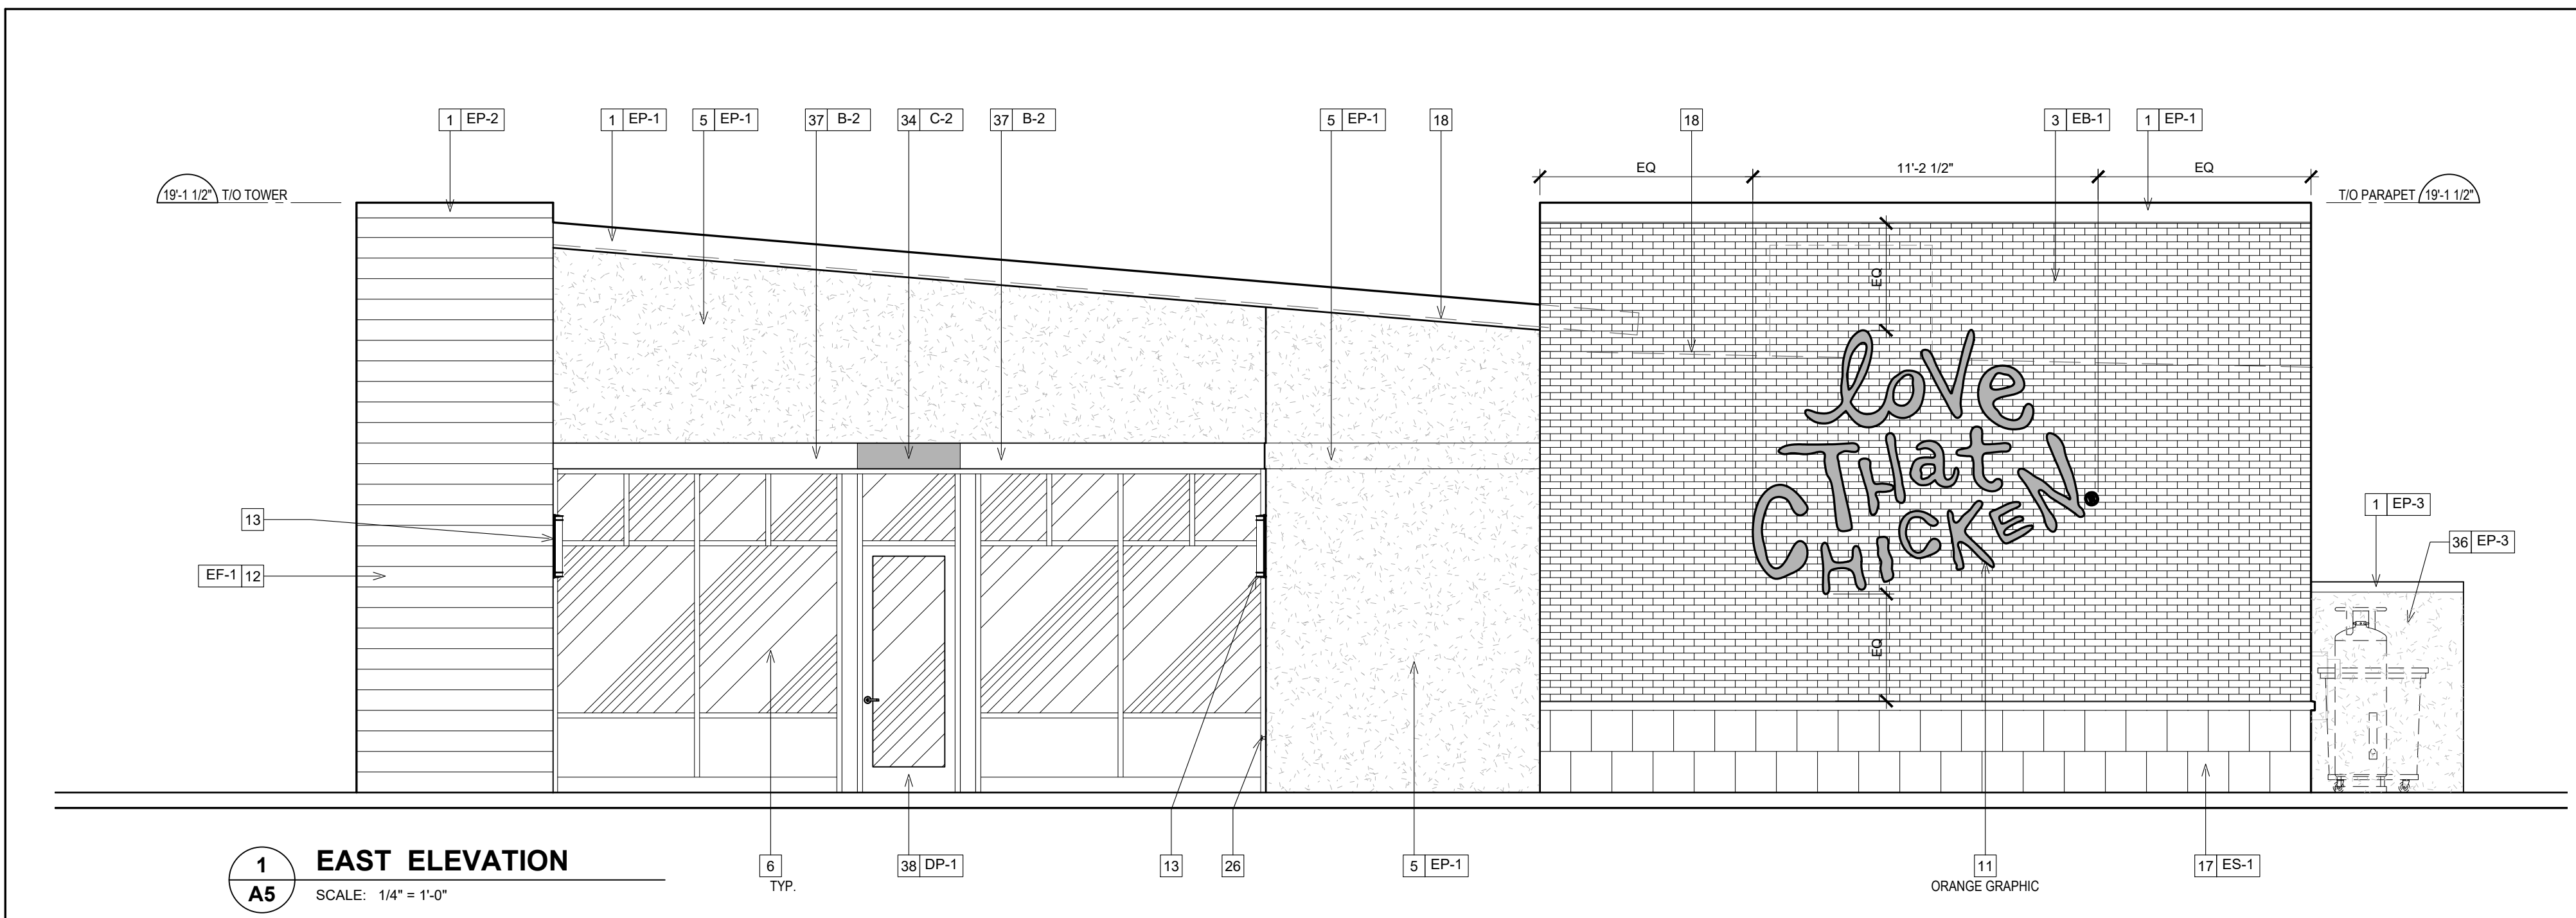 1 EP-2
1 EP-1
5 EP-1
37 B-2
34 C-2
37 B-2
5 EP-1
18
18
3 EB-1
1 EP-1
EQ
11'-2 1/2"
EQ
19'-1 1/2" T/O TOWER
T/O PARAPET 19'-1 1/2"
EQ
love
THat
CHICKEN.
13
EF-1 12
1 EP-3
36 EP-3
EQ
6
TYP.
38 DP-1
13
26
5 EP-1
11
ORANGE GRAPHIC
17 ES-1
1
A5
EAST ELEVATION
SCALE: 1/4" = 1'-0"